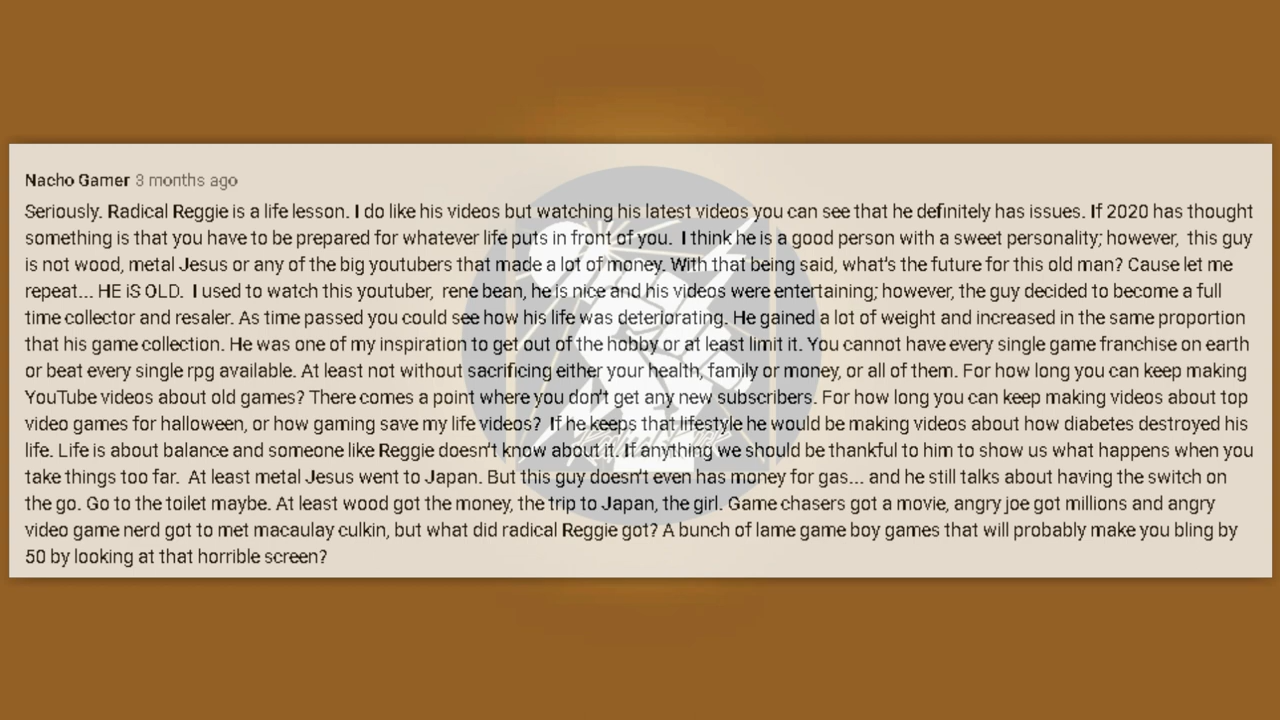 Nacho Gamer 3 months ago
Seriously. Radical Reggie is a life lesson. I do like his videos but watching his latest videos you can see that he definitely has issues. If 2020 has thought
something is that you have to be prepared for whatever life puts in front of you.  I think he is a good person with a sweet personality; however,  this guy
is not wood, metal Jesus or any of the big youtubers that made a lot of money. With that being said, what's the future for this old man? Cause let me
repeat... HE iS OLD.  I used to watch this youtuber,  rene bean, he is nice and his videos were entertaining; however, the guy decided to become a full
time collector and resaler. As time passed you could see how his life was deteriorating. He gained a lot of weight and increased in the same proportion
that his game collection. He was one of my inspiration to get out of the hobby or at least limit it. You cannot have every single game franchise on earth
or beat every single rpg available. At least not without sacrificing either your health, family or money, or all of them. For how long you can keep making
YouTube videos about old games? There comes a point where you don't get any new subscribers. For how long you can keep making videos about top
video games for halloween, or how gaming save my life videos?  If he keeps that lifestyle he would be making videos about how diabetes destroyed his
life. Life is about balance and someone like Reggie doesn't know about it. If anything we should be thankful to him to show us what happens when you
take things too far.  At least metal Jesus went to Japan. But this guy doesn't even has money for gas... and he still talks about having the switch on
the go. Go to the toilet maybe. At least wood got the money, the trip to Japan, the girl. Game chasers got a movie, angry joe got millions and angry
video game nerd got to met macaulay culkin, but what did radical Reggie got? A bunch of lame game boy games that will probably make you bling by
50 by looking at that horrible screen?